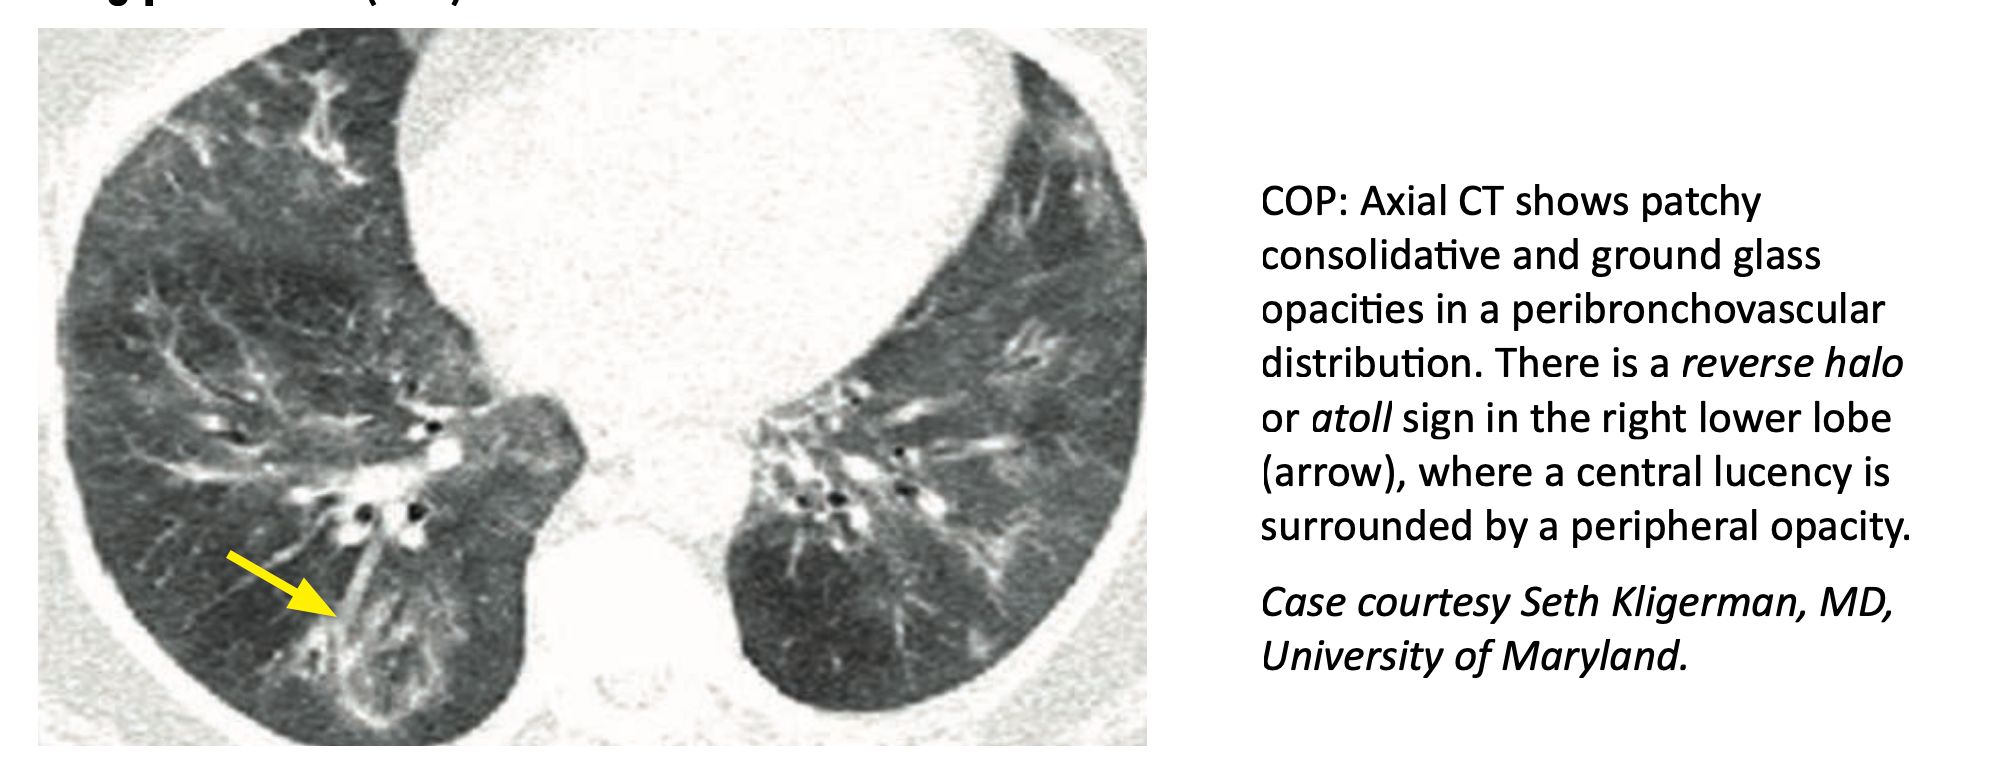 COP: Axial CT shows patchy
consolidative and ground glass
opacities in a peribronchovascular
distribution. There is a reverse halo
or atoll sign in the right lower lobe
(arrow), where a central lucency is
surrounded by a peripheral opacity.
Case courtesy Seth Kligerman, MD,
University of Maryland.